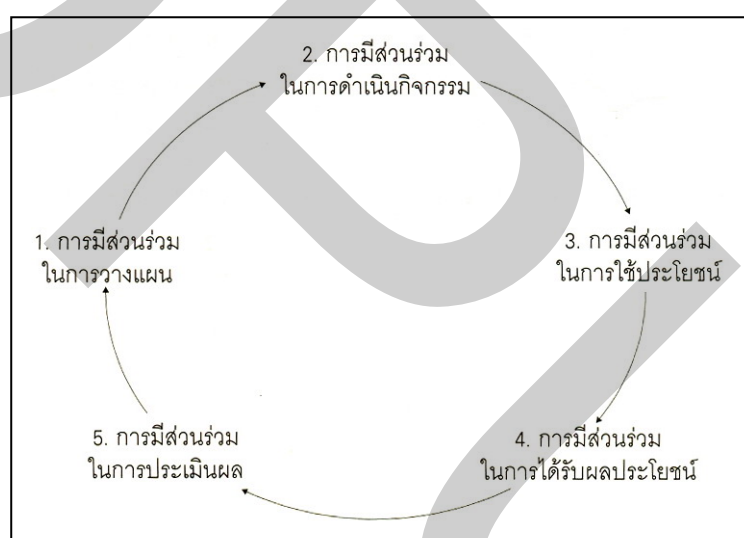 1. การมีส่วนร่วม
ในการวางแผน
2. การมีส่วนร่วม
ในการดำเนินกิจกรรม
3. การมีส่วนร่วม
ในการใช้ประโยชน์
4. การมีส่วนร่วม
ในการได้รับผลประโยชน์
5. การมีส่วนร่วม
ในการประเมินผล